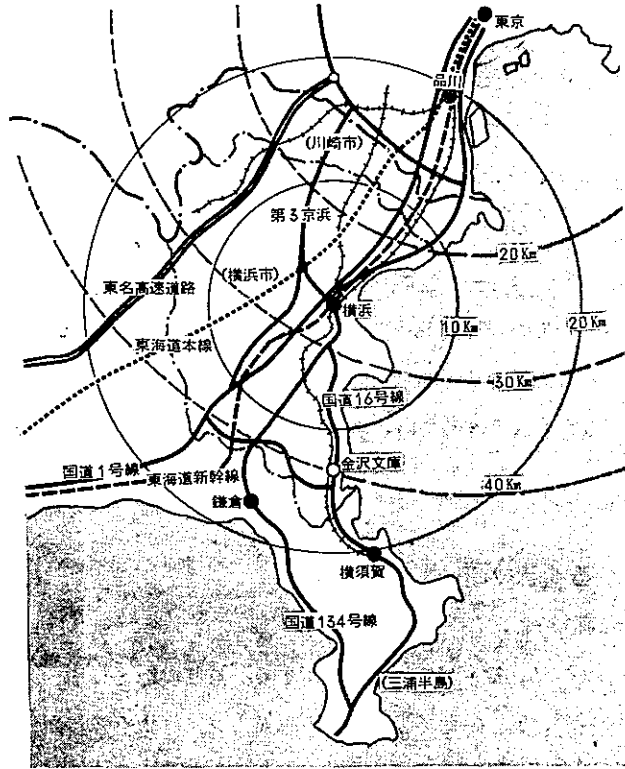 東京
品川
(川崎市)
第3京浜
20Km
(横浜市)
東名高速道路
横浜
10Km
20Km
東海道本線
30Km
国道16号線
国道1号線
東海道新幹線
金沢文庫
40Km
鎌倉
横須賀
国道134号線
(三浦半島)